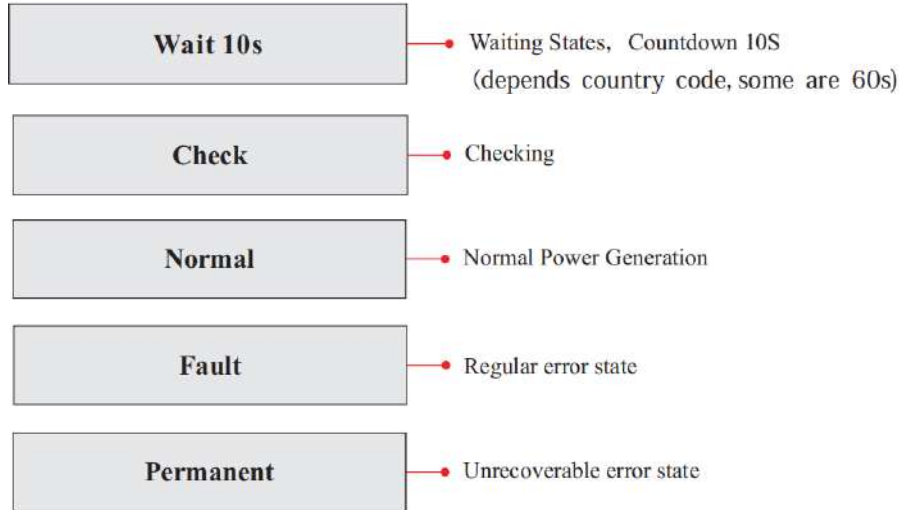 Wait 10s
Waiting States, Countdown 10S
(depends country code, some are 60s)
Check
Checking
Normal
Normal Power Generation
Fault
Regular error state
Permanent
Unrecoverable error state